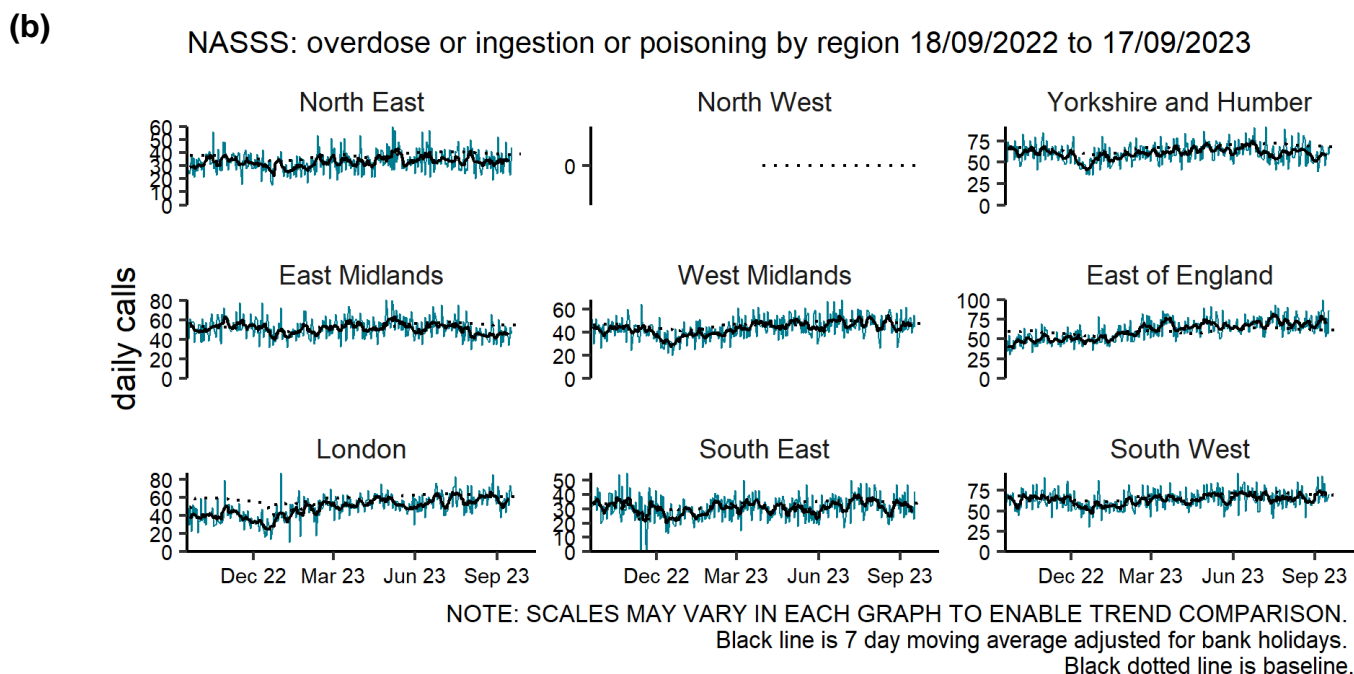 (b)
NASSS: overdose or ingestion or poisoning by region 18/09/2022 to 17/09/2023
daily calls
North East
60
50
40
30
20
10
0
North West
0
Yorkshire and Humber
75
50
25
0
East Midlands
80
60
40
20
0
West Midlands
60
40
20
0
East of England
100
75
50
25
0
London
80
60
40
20
0
Dec 22 Mar 23 Jun 23 Sep 23
South East
50
40
30
20
10
0
Dec 22 Mar 23 Jun 23 Sep 23
South West
75
50
25
0
Dec 22 Mar 23 Jun 23 Sep 23
NOTE: SCALES MAY VARY IN EACH GRAPH TO ENABLE TREND COMPARISON.
Black line is 7 day moving average adjusted for bank holidays.
Black dotted line is baseline.